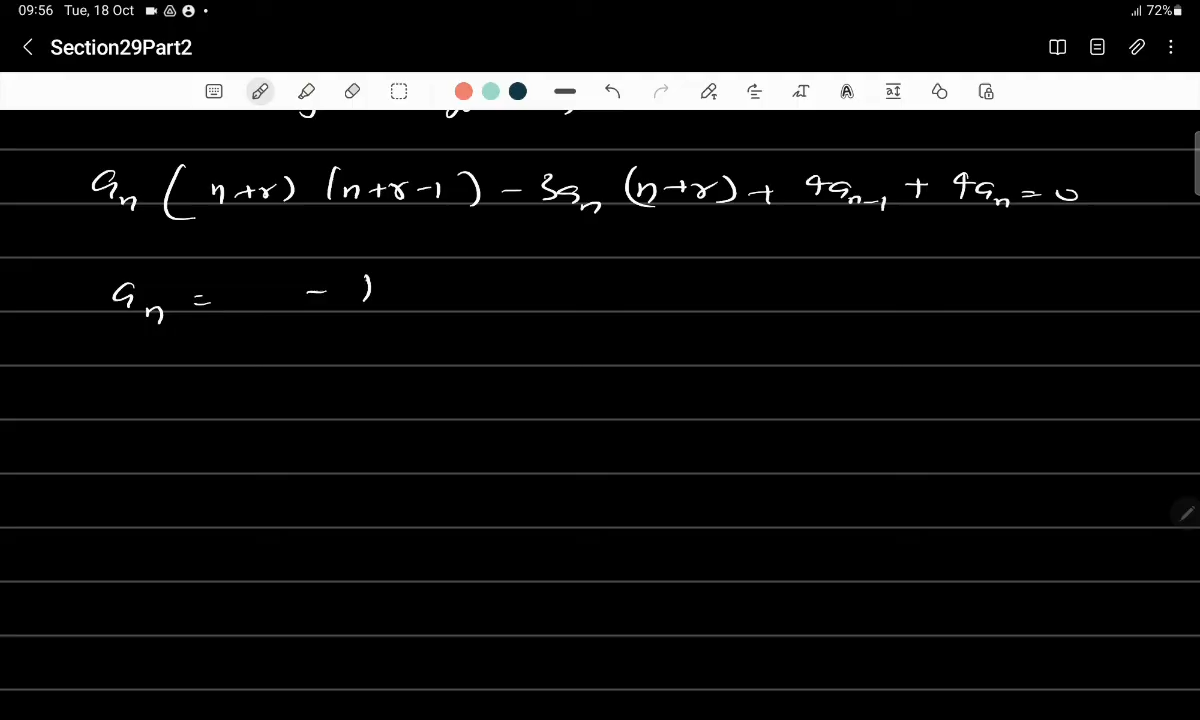 09:56 Tue, 18 Oct 72%
Section29Part2
aₙ ( n+r) (n+r-1) - 3aₙ (n+r) + 4aₙ₋₁ + 4aₙ = 0
aₙ = - )